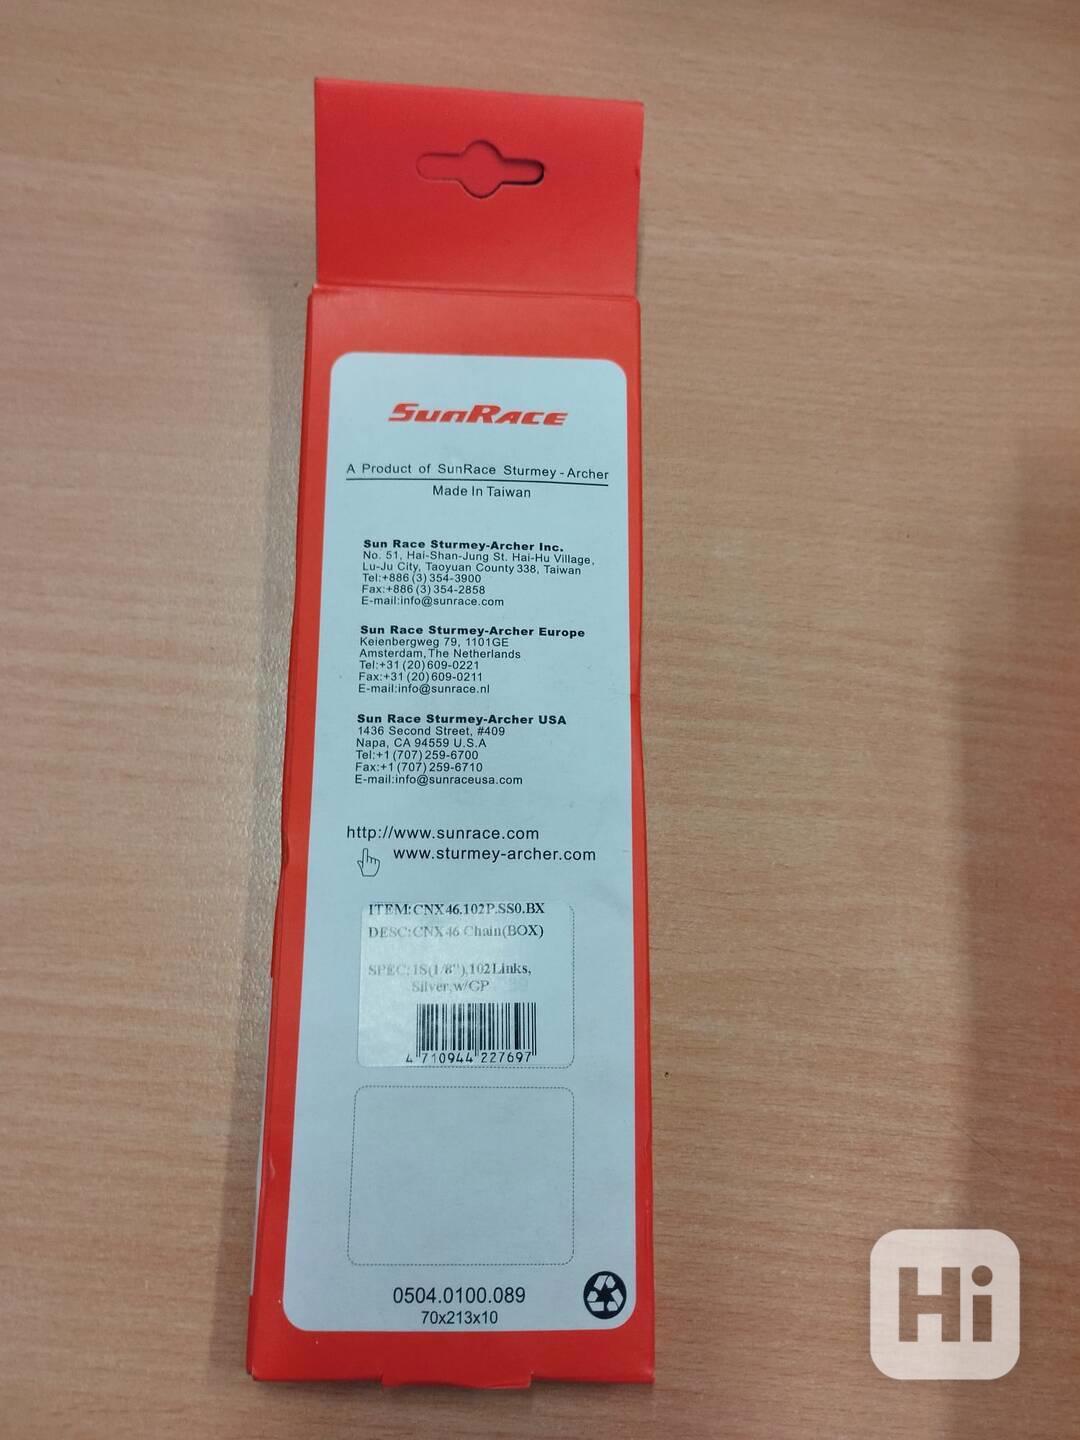 SunRace
A Product of SunRace Sturmey-Archer
Made In Taiwan
Sun Race Sturmey-Archer Inc.
No. 51, Hai-Shan-Jung St. Hai-Hu Village,
Lu-Ju City, Taoyuan County 338, Taiwan
Tel:+886 (3) 354-3900
Fax:+886 (3) 354-2858
E-mail:info@sunrace.com
Sun Race Sturmey-Archer Europe
Keienbergweg 79, 1101GE
Amsterdam, The Netherlands
Tel:+31 (20) 609-0221
Fax:+31 (20) 609-0211
E-mail:info@sunrace.nl
Sun Race Sturmey-Archer USA
1436 Second Street, #409
Napa, CA 94559 U.S.A
Tel:+1 (707) 259-6700
Fax:+1 (707) 259-6710
E-mail:info@sunraceusa.com
http://www.sunrace.com
www.sturmey-archer.com
ITEM:CNX46.102P.SS0.BX
DESC:CNX46 Chain(BOX)
SPEC:1S(1/8"),102Links,
Silver,w/GP
4 710944 227697
0504.0100.089
70x213x10
Hi